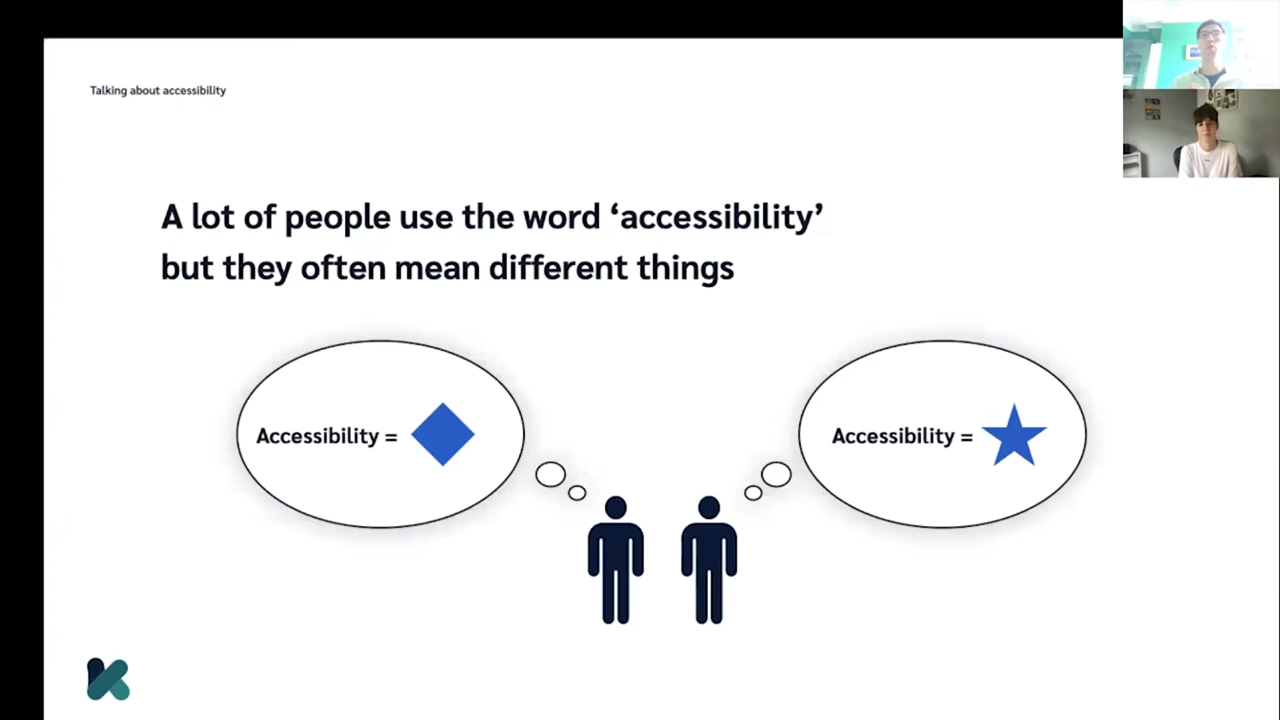 Talking about accessibility
A lot of people use the word ‘accessibility’
but they often mean different things
Accessibility =
Accessibility =